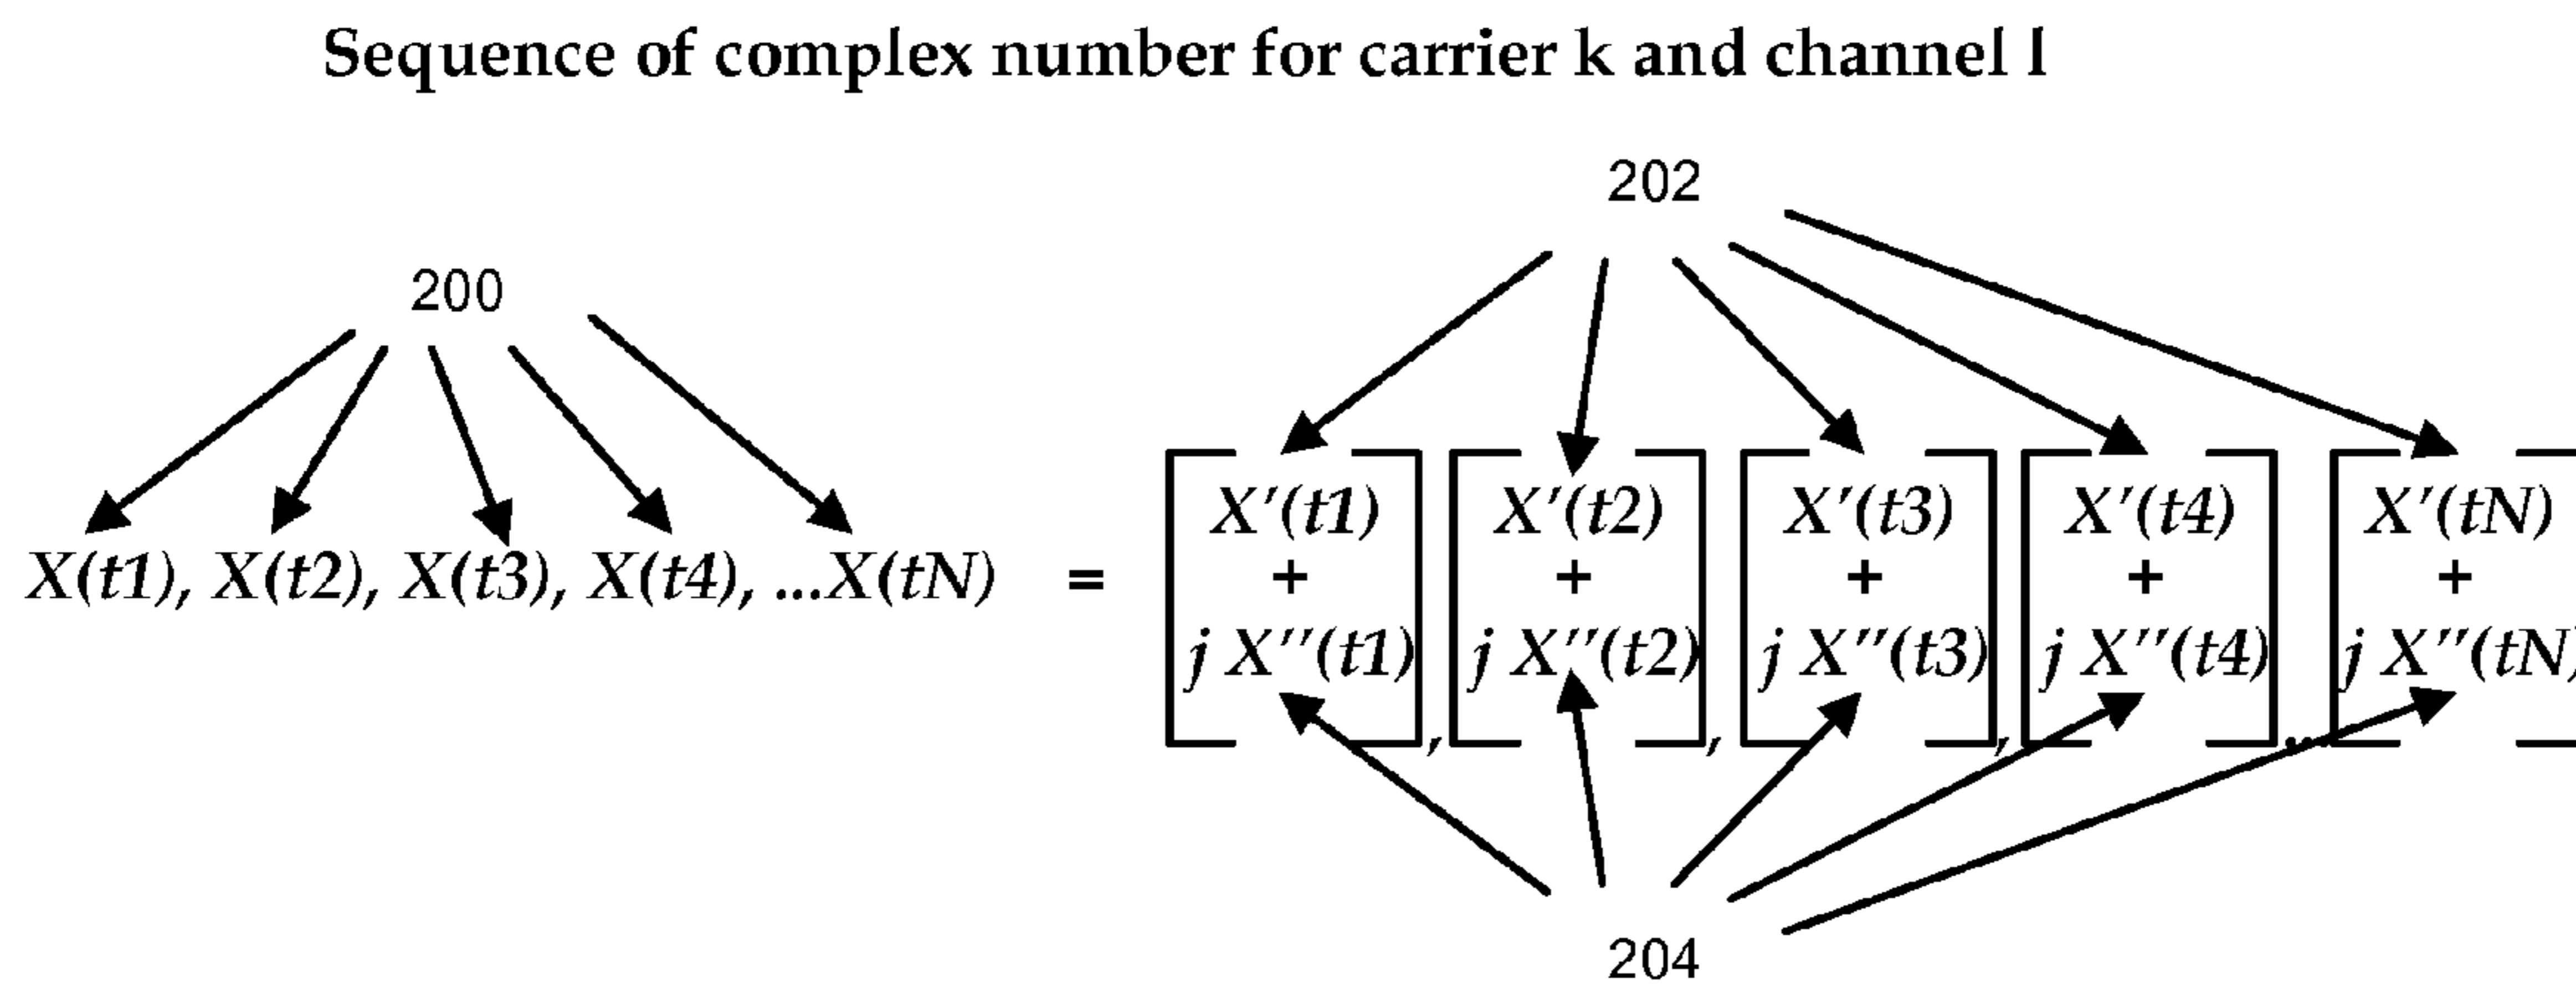 Sequence of complex number for carrier k and channel l
202
200
X'(t1) X'(t2) X'(t3) X'(t4) X'(tN)
X(t1), X(t2), X(t3), X(t4), ...X(tN) = + + + + +
j X''(t1) , j X''(t2) , j X''(t3) , j X''(t4) ... j X''(tN)
204